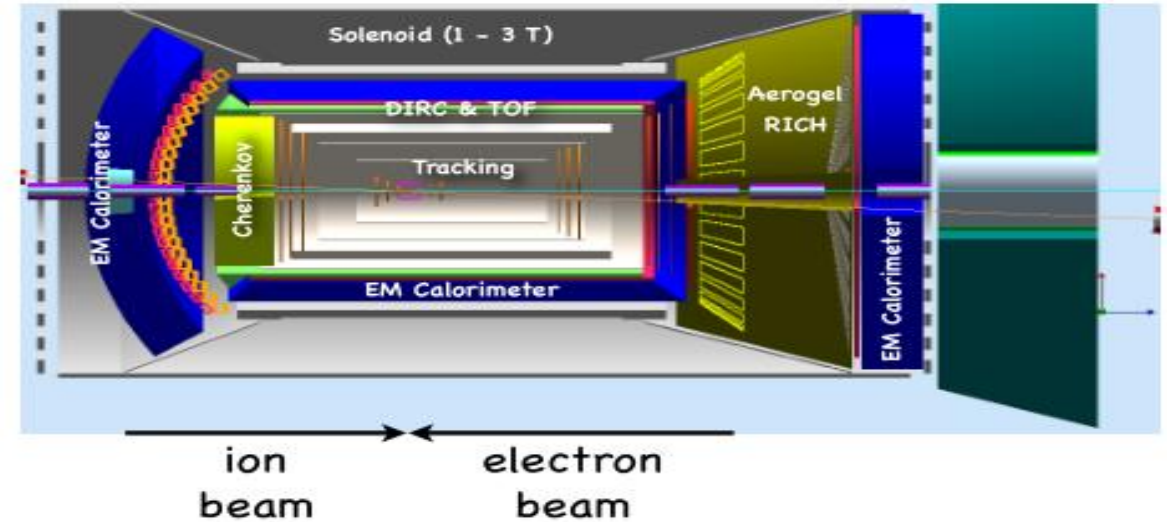 Solenoid (1 - 3 T)
EM Calorimeter
Cherenkov
DIRC & TOF
Tracking
Aerogel
RICH
EM Calorimeter
EM Calorimeter
ion
beam
electron
beam